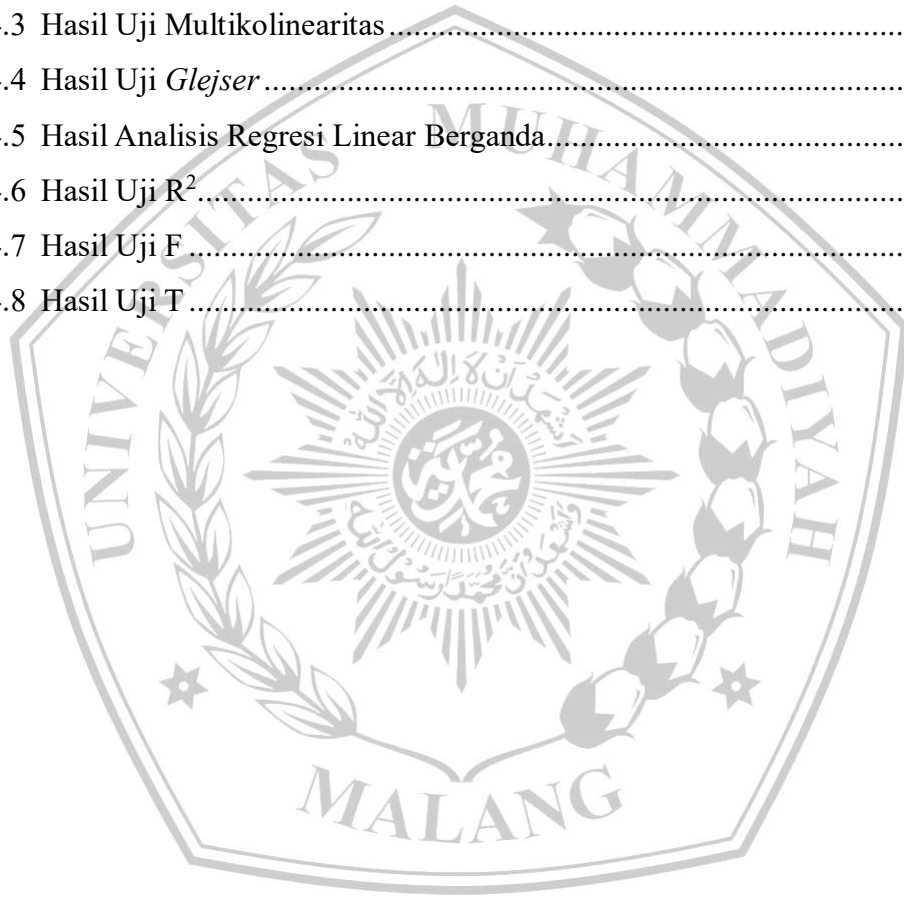 .3 Hasil Uji Multikolinearitas........................................................................
.4 Hasil Uji Glejser........................................................................................
.5 Hasil Analisis Regresi Linear Berganda.................................................
.6 Hasil Uji R²................................................................................................
.7 Hasil Uji F.................................................................................................
.8 Hasil Uji T.................................................................................................
UNIVERSITAS MUHAMMADIYAH
MALANG